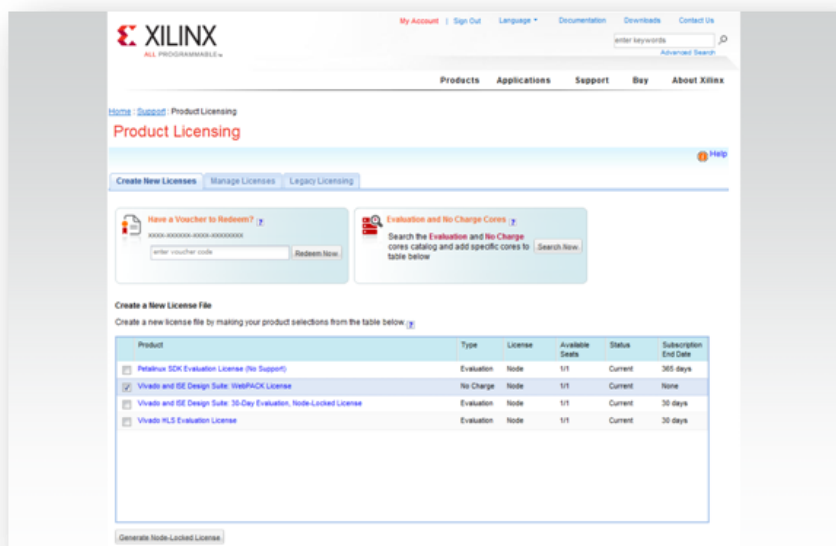 My Account | Sign Out Language Documentation Downloads Contact Us
XILINX
ALL PROGRAMMABLE™
enter keywords
Advanced Search
Products Applications Support Buy About Xilinx
Home : Support : Product Licensing
Product Licensing
Help
Create New Licenses Manage Licenses Legacy Licensing
Have a Voucher to Redeem? ?
enter voucher code Redeem Now
Evaluation and No Charge Cores ?
Search the Evaluation and No Charge
cores catalog and add specific cores to
table below
Search Now
Create a New License File
Create a new license file by making your product selections from the table below. ?
Product Type License Available Seats Status Subscription End Date
Petalinux SDK Evaluation License (No Support) Evaluation Node 1/1 Current 365 days
Vivado and ISE Design Suite: WebPACK License No Charge Node 1/1 Current None
Vivado and ISE Design Suite: 30-Day Evaluation, Node-Locked License Evaluation Node 1/1 Current 30 days
Vivado HLS Evaluation License Evaluation Node 1/1 Current 30 days
Generate Node-Locked License